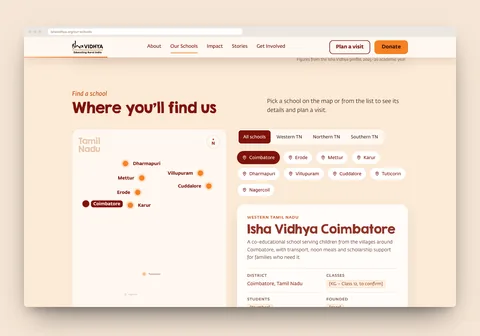 isha VIDHYA
About
Our Schools
Impact
Stories
Get Involved
Plan a visit
Donate
Find a school
Where you'll find us
Pick a school on the map or from the list to see its
details and plan a visit.
Tamil
Nadu
N
Dharmapuri
Mettur
Villupuram
Erode
Cuddalore
Coimbatore
Karur
All schools
Western TN
Northern TN
Southern TN
Coimbatore
Erode
Mettur
Karur
Dharmapuri
Villupuram
Cuddalore
Tuticorin
Nagercoil
WESTERN TAMIL NADU
Isha Vidhya Coimbatore
A co-educational school serving children from the villages around
Coimbatore, with transport, noon meals and scholarship support
for families who need it.
DISTRICT
Coimbatore, Tamil Nadu
CLASSES
[KG – Class X, to confirm]
STUDENTS
FOUNDED